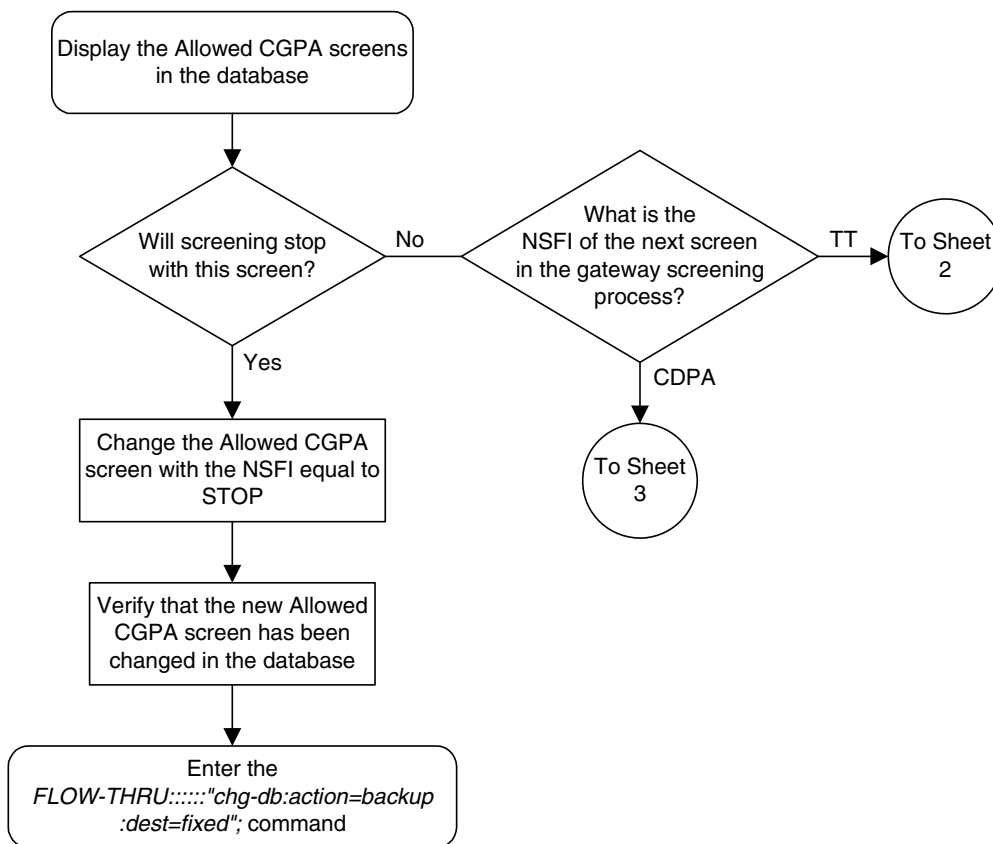 Display the Allowed CGPA screens
in the database
Will screening stop
with this screen?
No
What is the
NSFI of the next screen
in the gateway screening
process?
TT
To Sheet
2
Yes
CDPA
Change the Allowed CGPA
screen with the NSFI equal to
STOP
To Sheet
3
Verify that the new Allowed
CGPA screen has been
changed in the database
Enter the
FLOW-THRU::::::"chg-db:action=backup
:dest=fixed"; command